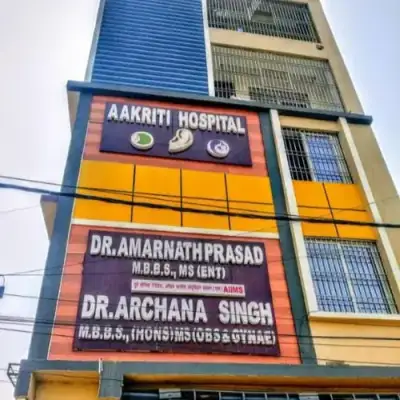 AAKRITI HOSPITAL
DR.AMARNATH PRASAD
M.B.B.S., MS (ENT)
AIIMS
DR.ARCHANA SINGH
M.B.B.S., (HONS) MS (OBS & GYNAE)